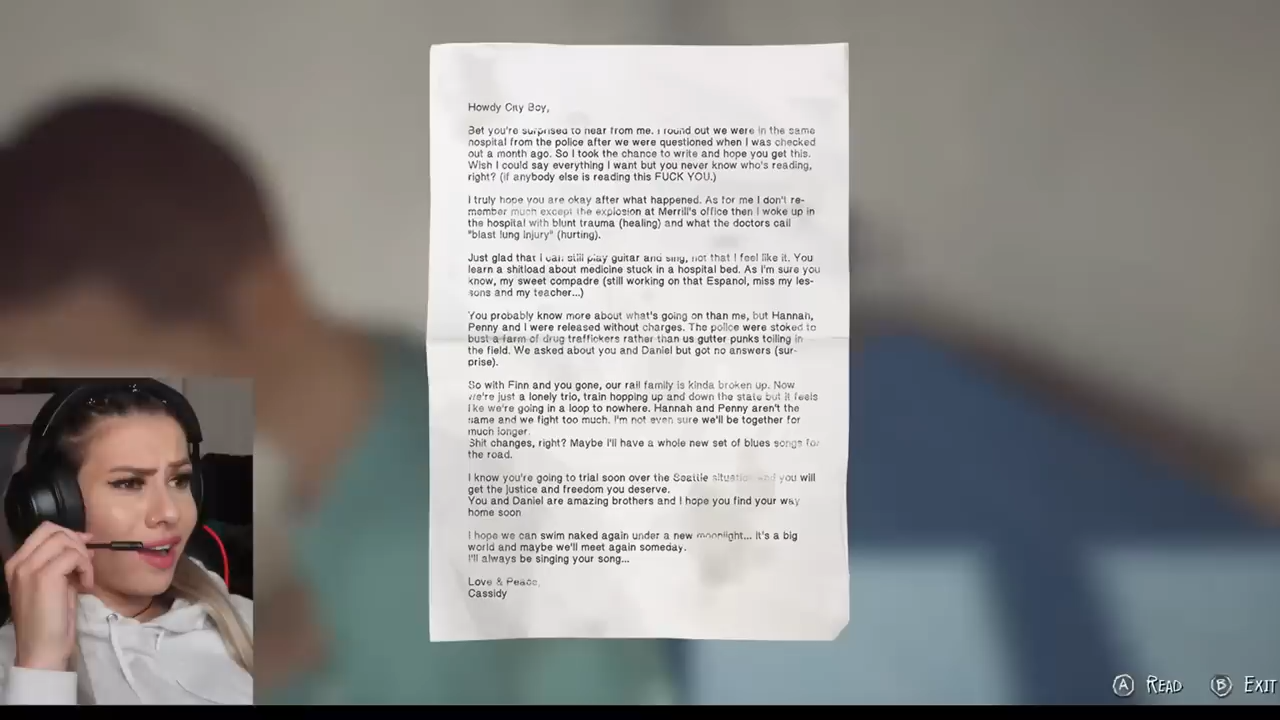 Howdy City Boy,
Bet you're surprised to hear from me. I found out we were in the same
hospital from the police after we were questioned when I was checked
out a month ago. So I took the chance to write and hope you get this.
Wish I could say everything I want but you never know who's reading,
right? (if anybody else is reading this FUCK YOU.)
I truly hope you are okay after what happened. As for me I don't re-
member much except the explosion at Merrill's office then I woke up in
the hospital with blunt trauma (healing) and what the doctors call
"blast lung injury" (hurting).
Just glad that I can still play guitar and sing, not that I feel like it. You
learn a shitload about medicine stuck in a hospital bed. As I'm sure you
know, my sweet compadre (still working on that Espanol, miss my les-
sons and my teacher...)
You probably know more about what's going on than me, but Hannah,
Penny and I were released without charges. The police were stoked to
bust a farm of drug traffickers rather than us gutter punks toiling in
the field. We asked about you and Daniel but got no answers (sur-
prise).
So with Finn and you gone, our rail family is kinda broken up. Now
we're just a lonely trio, train hopping up and down the state but it feels
like we're going in a loop to nowhere. Hannah and Penny aren't the
same and we fight too much. I'm not even sure we'll be together for
much longer.
Shit changes, right? Maybe I'll have a whole new set of blues songs for
the road.
I know you're going to trial soon over the Seattle situation and you will
get the justice and freedom you deserve.
You and Daniel are amazing brothers and I hope you find your way
home soon
I hope we can swim naked again under a new moonlight... It's a big
world and maybe we'll meet again someday.
I'll always be singing your song...
Love & Peace,
Cassidy
A READ B EXIT